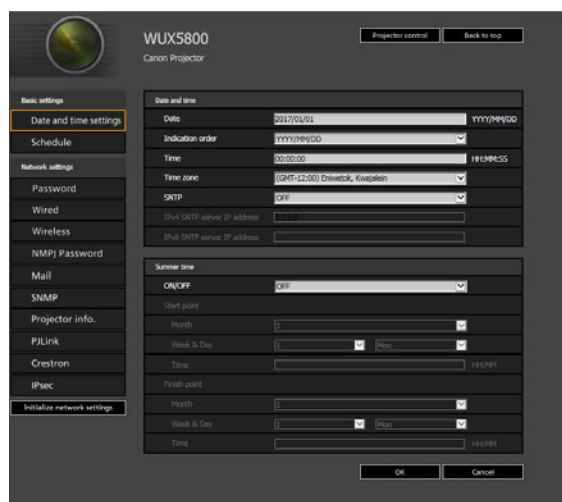 WUX5800
Canon Projector
Projector control
Back to top
Basic settings
Date and time settings
Schedule
Network settings
Password
Wired
Wireless
NMPJ Password
Mail
SNMP
Projector info.
PJLink
Crestron
IPsec
Initialize network settings
Date and time
Date 2017/01/01 YYYY/MM/DD
Indication order YYYY/MM/DD
Time 00:00:00 HH:MM:SS
Time zone (GMT-12:00) Eniwetok, Kwajalein
SNTP OFF
IPv4 SNTP server IP address
IPv6 SNTP server IP address
Summer time
ON/OFF OFF
Start point
Month 1
Week & Day 1 Mon
Time HH:MM
Finish point
Month 1
Week & Day 1 Mon
Time HH:MM
OK
Cancel